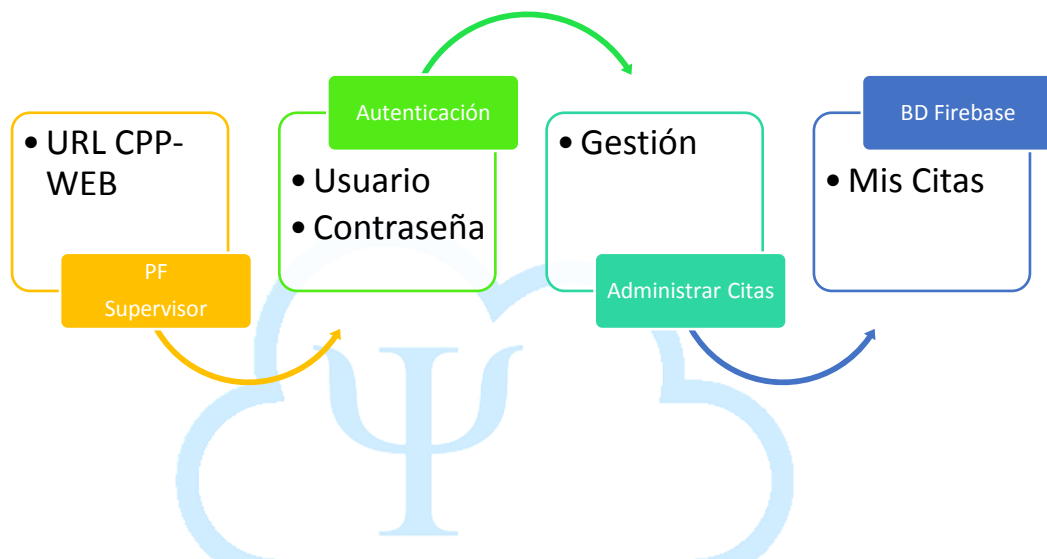 • URL CPP-
WEB
PF
Supervisor
Autenticación
• Usuario
• Contraseña
• Gestión
Administrar Citas
BD Firebase
• Mis Citas
Ψ